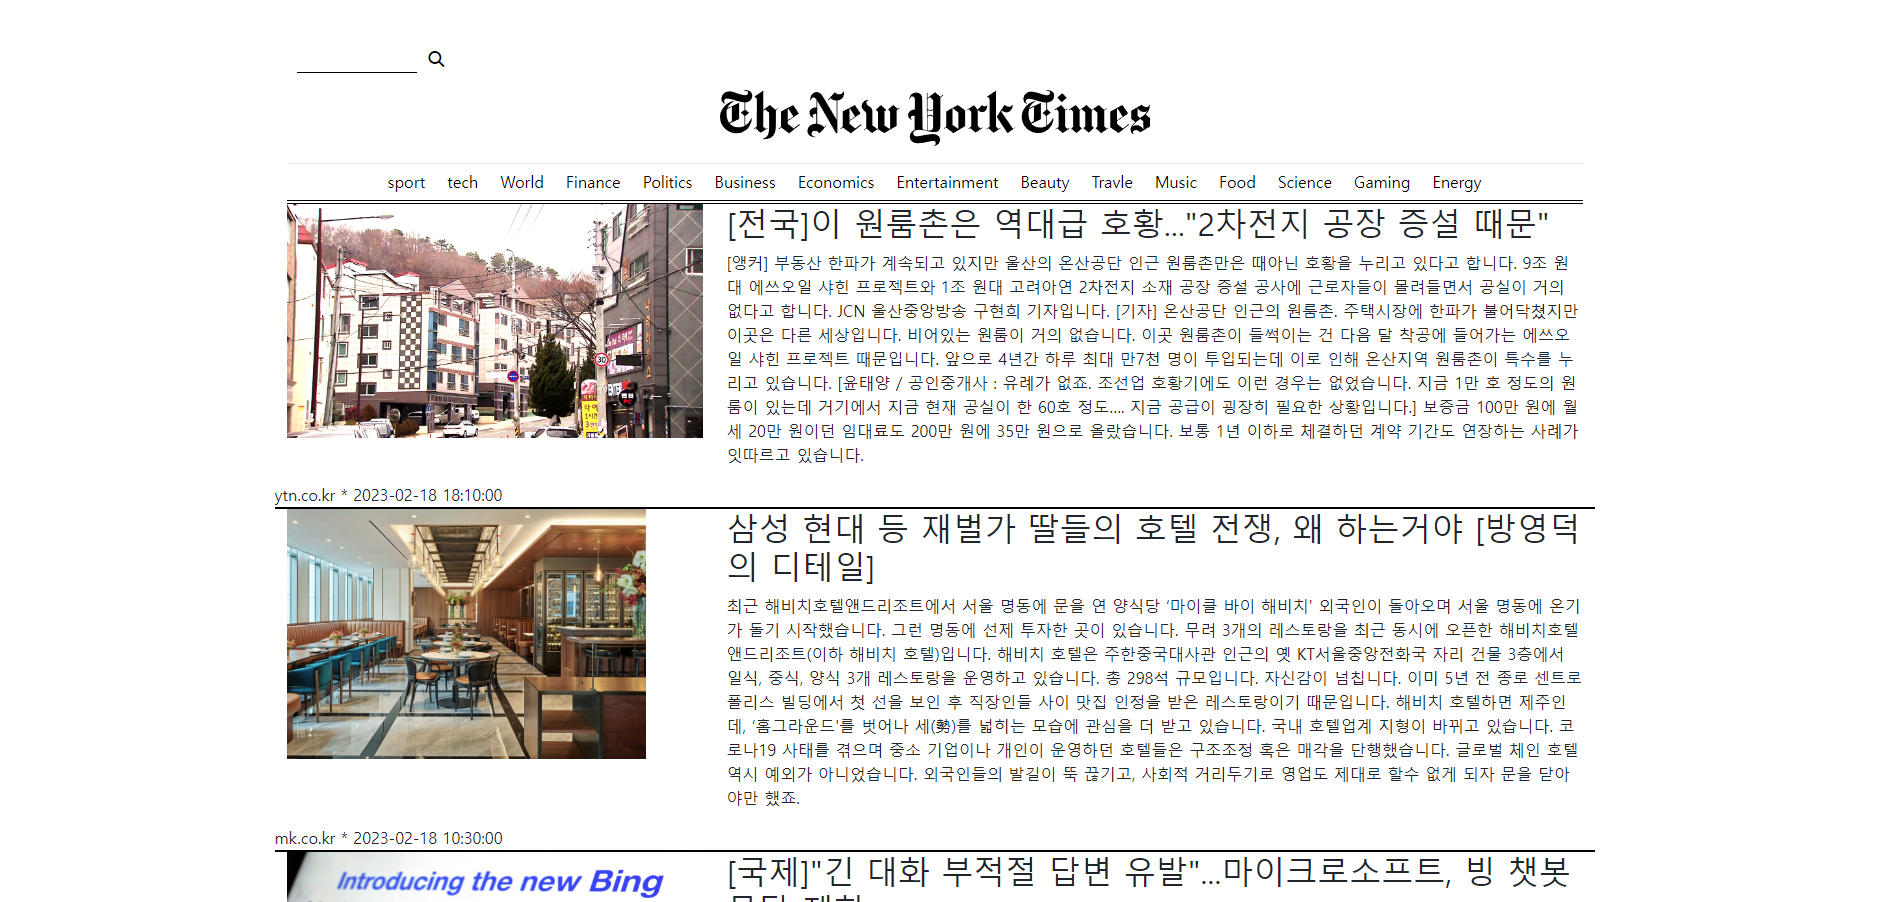 The New York Times
sport tech World Finance Politics Business Economics Entertainment Beauty Travle Music Food Science Gaming Energy
[전국]이 원룸촌은 역대급 호황..."2차전지 공장 증설 때문"
[앵커] 부동산 한파가 계속되고 있지만 울산의 온산공단 인근 원룸촌만은 때아닌 호황을 누리고 있다고 합니다. 9조 원
대 에쓰오일 샤힌 프로젝트와 1조 원대 고려아연 2차전지 소재 공장 증설 공사에 근로자들이 몰려들면서 공실이 거의
없다고 합니다. JCN 울산중앙방송 구현희 기자입니다. [기자] 온산공단 인근의 원룸촌. 주택시장에 한파가 불어닥쳤지만
이곳은 다른 세상입니다. 비어있는 원룸이 거의 없습니다. 이곳 원룸촌이 들썩이는 건 다음 달 착공에 들어가는 에쓰오
일 샤힌 프로젝트 때문입니다. 앞으로 4년간 하루 최대 만7천 명이 투입되는데 이로 인해 온산지역 원룸촌이 특수를 누
리고 있습니다. [윤태양 / 공인중개사 : 유례가 없죠. 조선업 호황기에도 이런 경우는 없었습니다. 지금 1만 호 정도의 원
룸이 있는데 거기에서 지금 현재 공실이 한 60호 정도.... 지금 공급이 굉장히 필요한 상황입니다.] 보증금 100만 원에 월
세 20만 원이던 임대료도 200만 원에 35만 원으로 올랐습니다. 보통 1년 이하로 체결하던 계약 기간도 연장하는 사례가
잇따르고 있습니다.
30
ytn.co.kr * 2023-02-18 18:10:00
삼성 현대 등 재벌가 딸들의 호텔 전쟁, 왜 하는거야 [방영덕
의 디테일]
최근 해비치호텔앤드리조트에서 서울 명동에 문을 연 양식당 ‘마이클 바이 해비치' 외국인이 돌아오며 서울 명동에 온기
가 돌기 시작했습니다. 그런 명동에 선제 투자한 곳이 있습니다. 무려 3개의 레스토랑을 최근 동시에 오픈한 해비치호텔
앤드리조트(이하 해비치 호텔)입니다. 해비치 호텔은 주한중국대사관 인근의 옛 KT서울중앙전화국 자리 건물 3층에서
일식, 중식, 양식 3개 레스토랑을 운영하고 있습니다. 총 298석 규모입니다. 자신감이 넘칩니다. 이미 5년 전 종로 센트로
폴리스 빌딩에서 첫 선을 보인 후 직장인들 사이 맛집 인정을 받은 레스토랑이기 때문입니다. 해비치 호텔하면 제주인
데, ‘홈그라운드'를 벗어나 세(勢)를 넓히는 모습에 관심을 더 받고 있습니다. 국내 호텔업계 지형이 바뀌고 있습니다. 코
로나19 사태를 겪으며 중소 기업이나 개인이 운영하던 호텔들은 구조조정 혹은 매각을 단행했습니다. 글로벌 체인 호텔
역시 예외가 아니었습니다. 외국인들의 발길이 뚝 끊기고, 사회적 거리두기로 영업도 제대로 할수 없게 되자 문을 닫아
야만 했죠.
mk.co.kr * 2023-02-18 10:30:00
Introducing the new Bing
[국제]"긴 대화 부적절 답변 유발"...마이크로소프트, 빙 챗봇